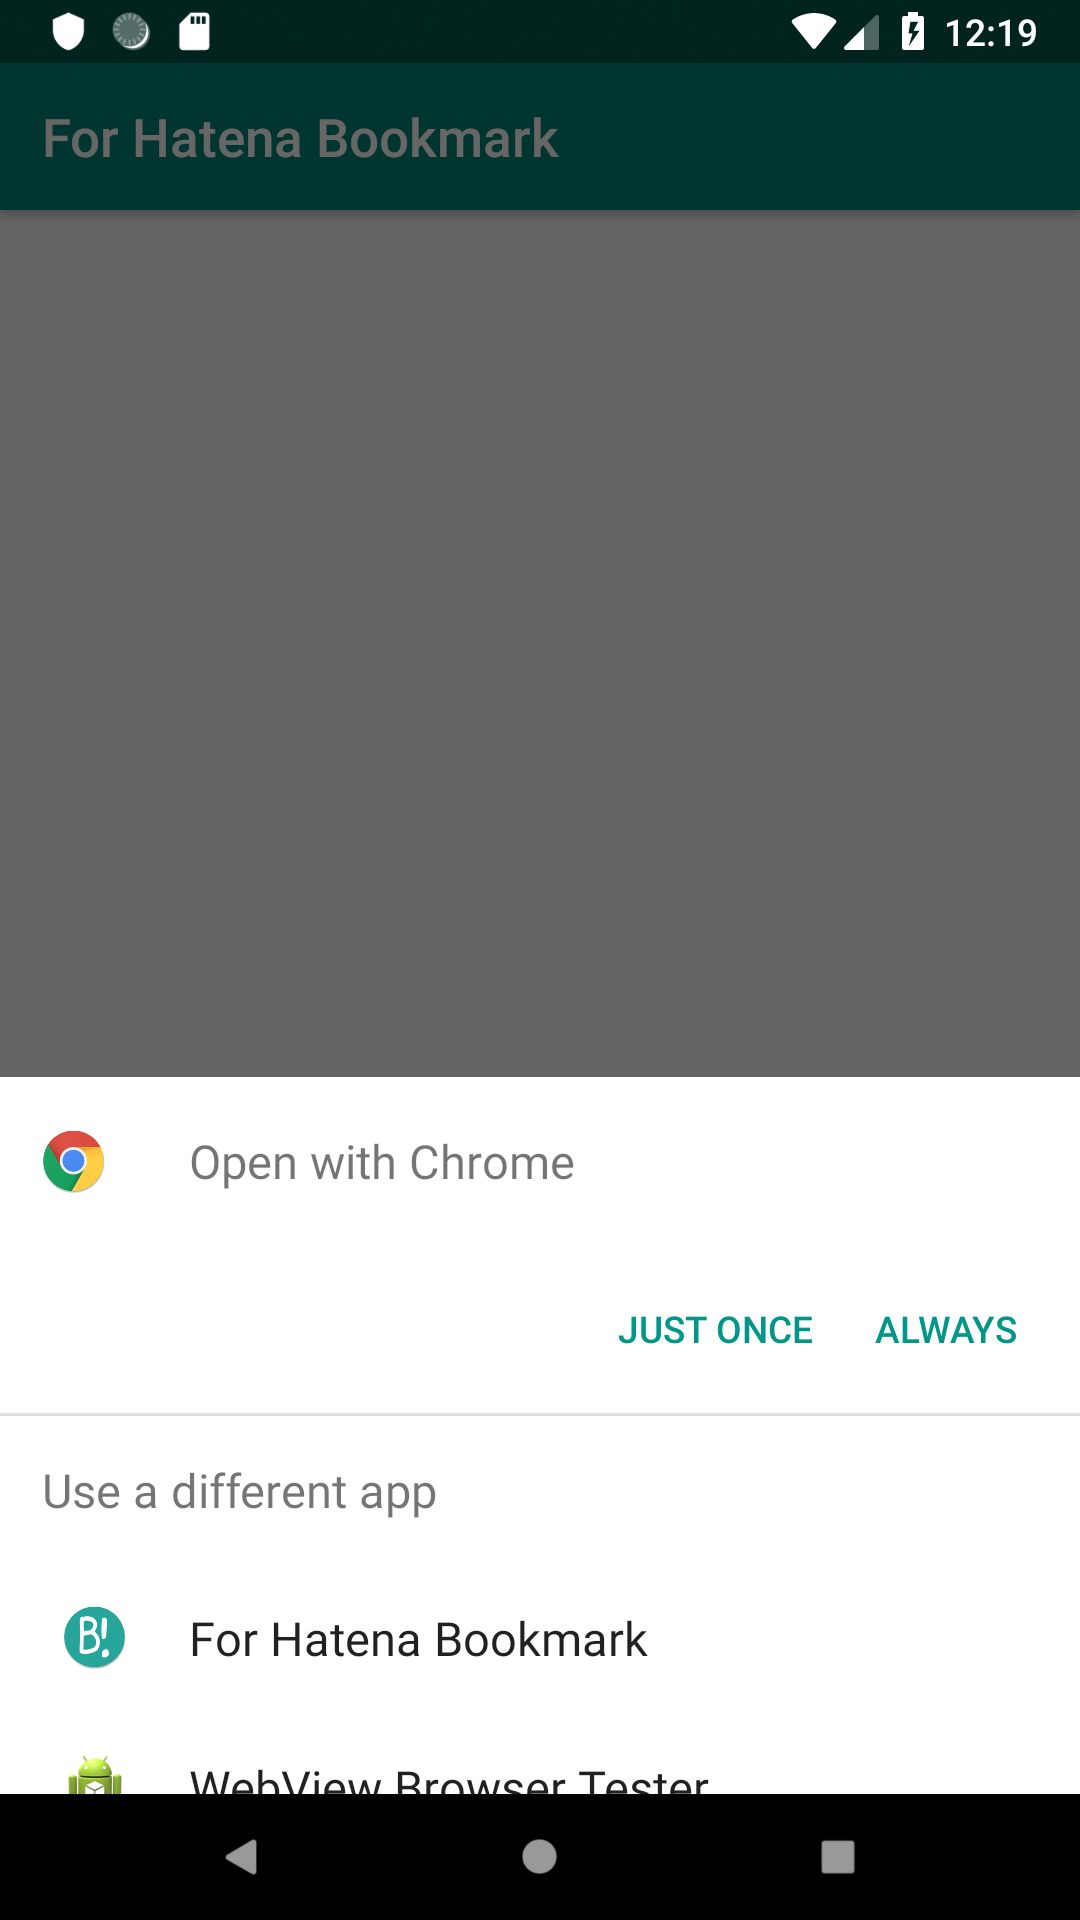 12:19
For Hatena Bookmark
Open with Chrome
JUST ONCE ALWAYS
Use a different app
B! For Hatena Bookmark
WebView Browser Tester